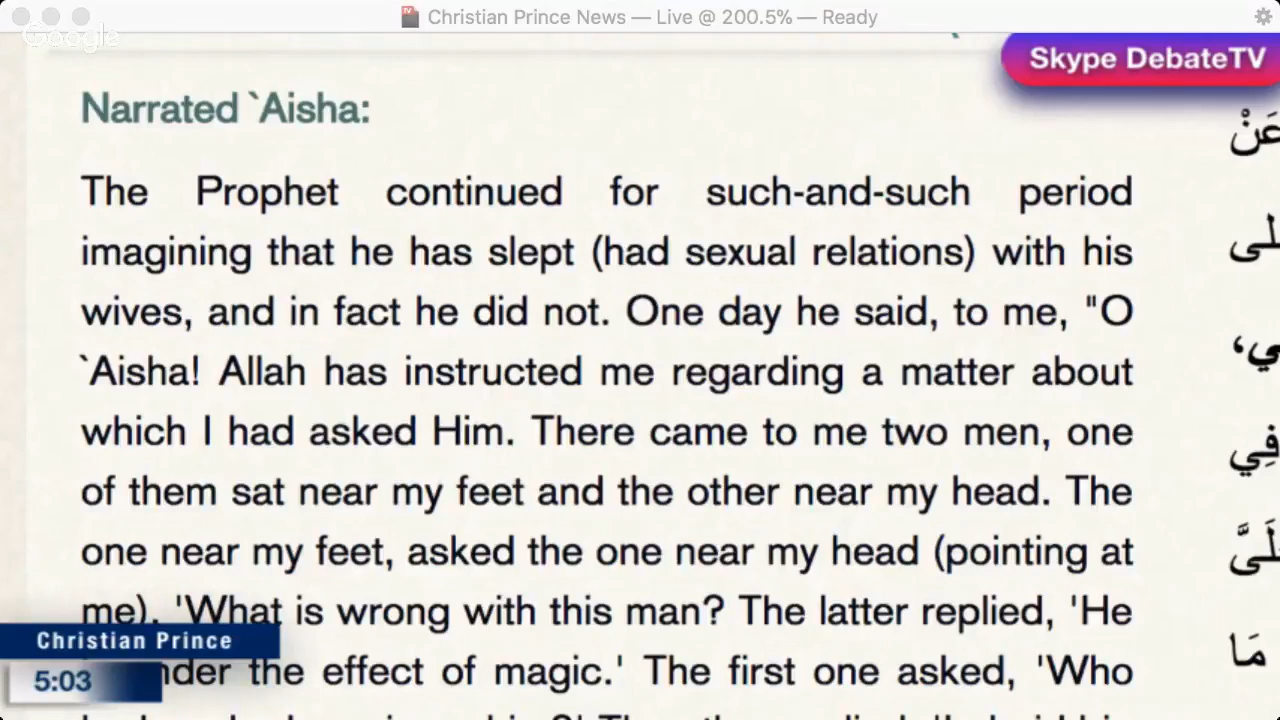 Christian Prince News — Live @ 200.5% — Ready
Google
Skype DebateTV
Narrated `Aisha:
The Prophet continued for such-and-such period
imagining that he has slept (had sexual relations) with his
wives, and in fact he did not. One day he said, to me, "O
`Aisha! Allah has instructed me regarding a matter about
which I had asked Him. There came to me two men, one
of them sat near my feet and the other near my head. The
one near my feet, asked the one near my head (pointing at
me). 'What is wrong with this man? The latter replied, 'He
the effect of magic.' The first one asked, 'Who
عَنْ
فِي
مَا
Christian Prince
5:03